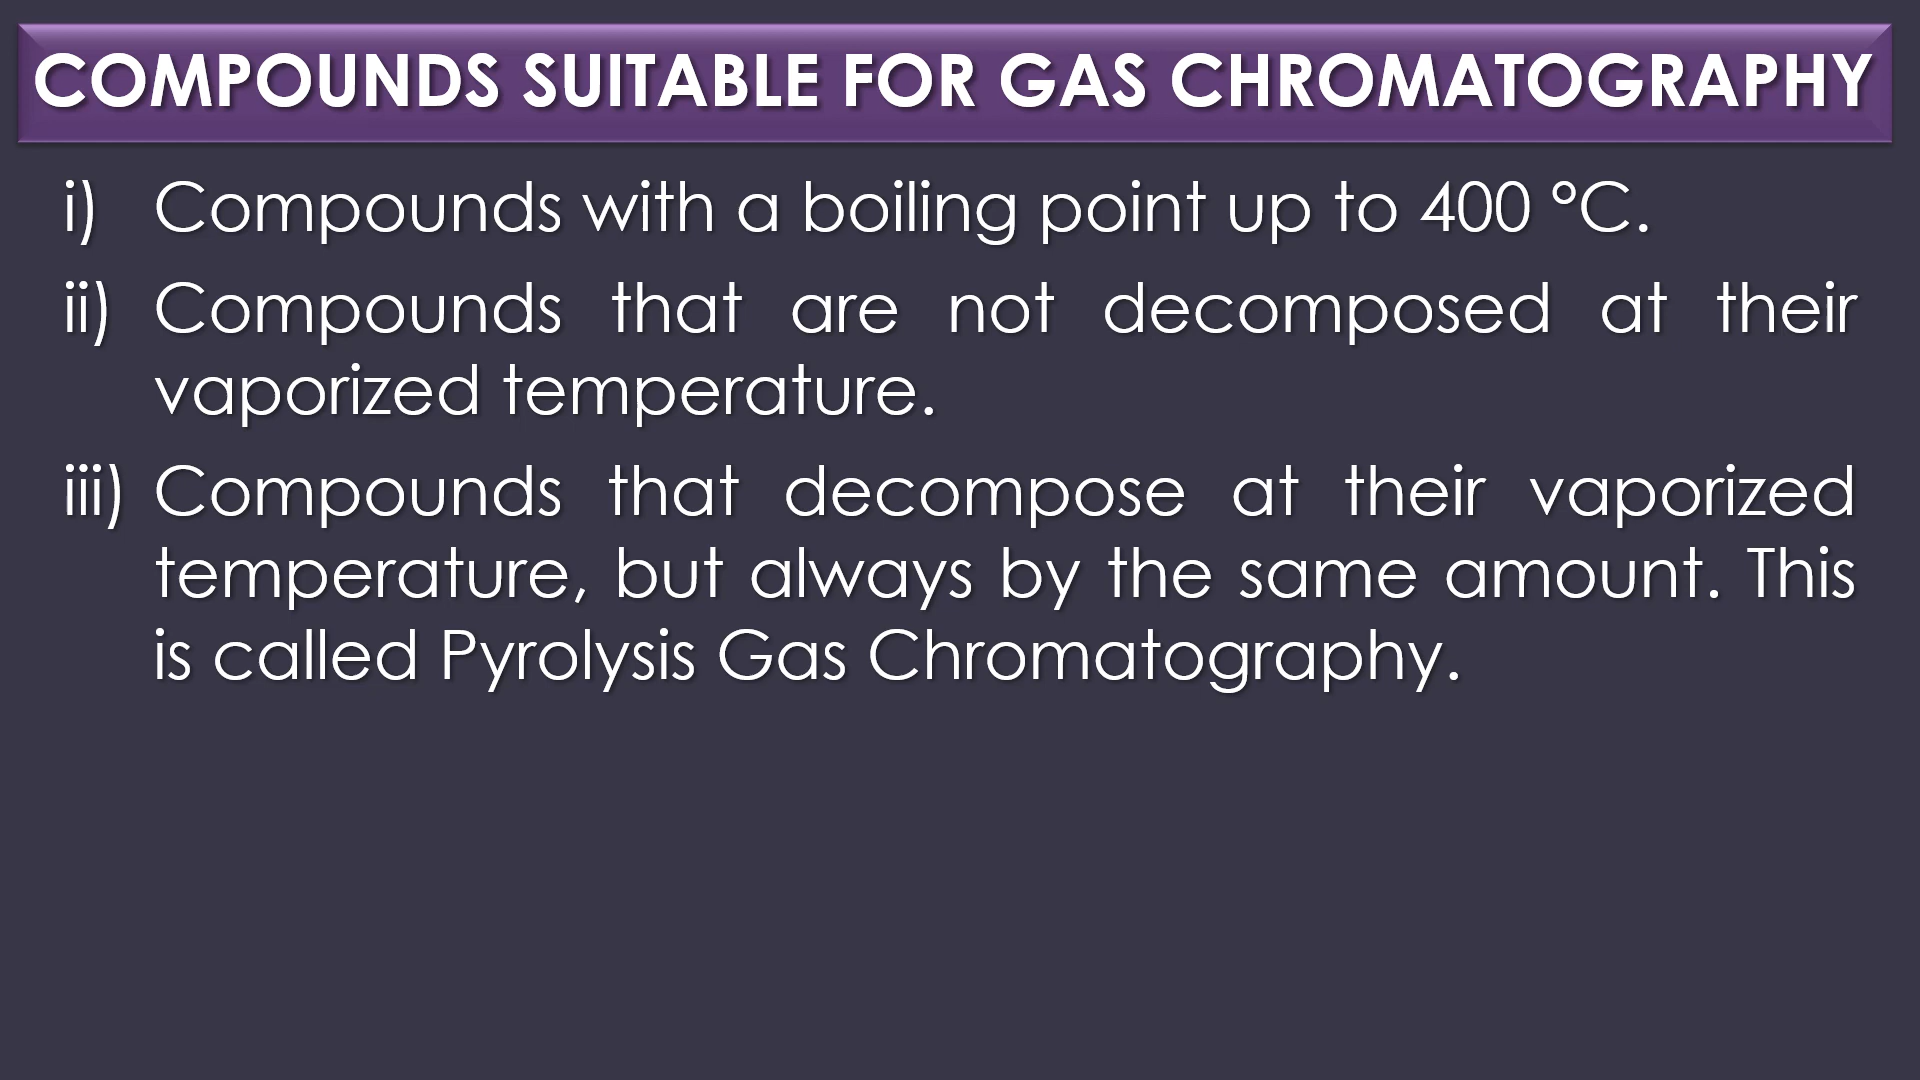 COMPOUNDS SUITABLE FOR GAS CHROMATOGRAPHY
i) Compounds with a boiling point up to 400 °C.
ii) Compounds that are not decomposed at their
vaporized temperature.
iii) Compounds that decompose at their vaporized
temperature, but always by the same amount. This
is called Pyrolysis Gas Chromatography.